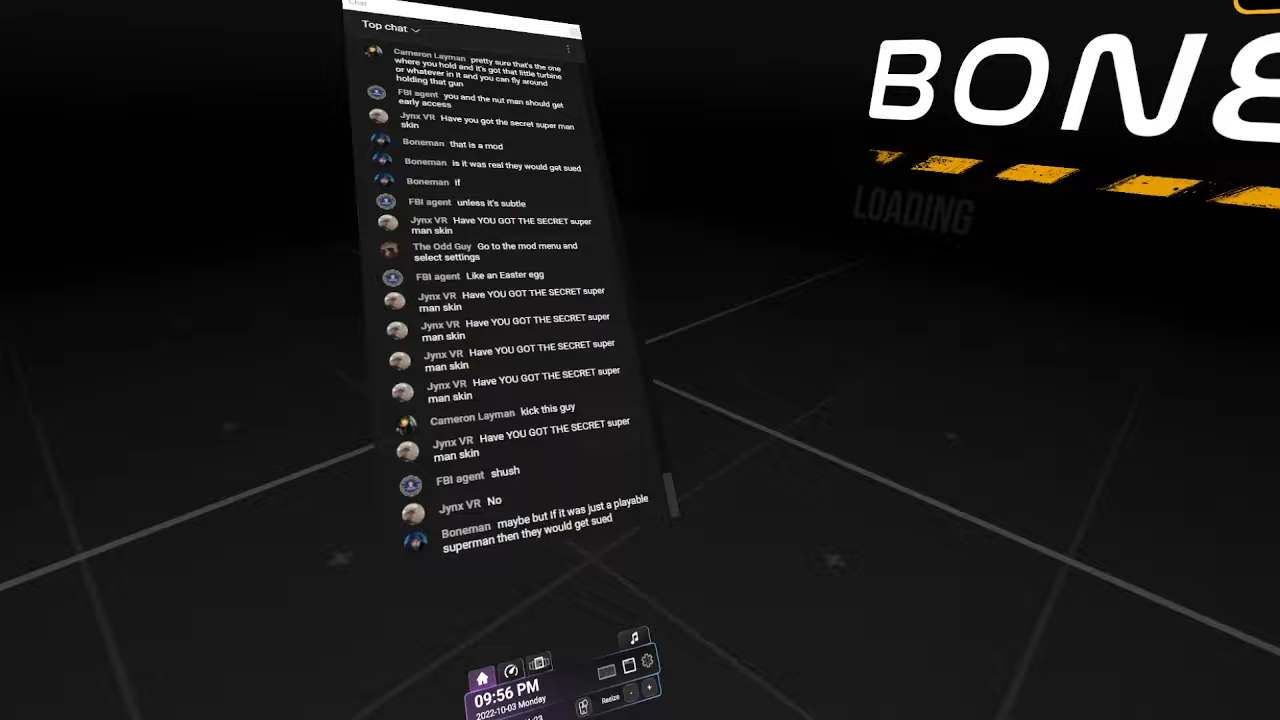 Chat
Top chat
Cameron Layman pretty sure that's the one
where you hold and it's got that little turbine
or whatever in it and you can fly around
holding that gun
FBI agent you and the nut man should get
early access
Jynx VR Have you got the secret super man
skin
Boneman that is a mod
Boneman is it was real they would get sued
Boneman if
FBI agent unless it's subtle
Jynx VR Have YOU GOT THE SECRET super
man skin
The Odd Guy Go to the mod menu and
select settings
FBI agent Like an Easter egg
Jynx VR Have YOU GOT THE SECRET super
man skin
Jynx VR Have YOU GOT THE SECRET super
man skin
Jynx VR Have YOU GOT THE SECRET super
man skin
Jynx VR Have YOU GOT THE SECRET super
man skin
Cameron Layman kick this guy
Jynx VR Have YOU GOT THE SECRET super
man skin
FBI agent shush
Jynx VR No
Boneman maybe but If it was just a playable
superman then they would get sued
BONE
LOADING
09:56 PM
2022-10-03 Monday
Resize - +